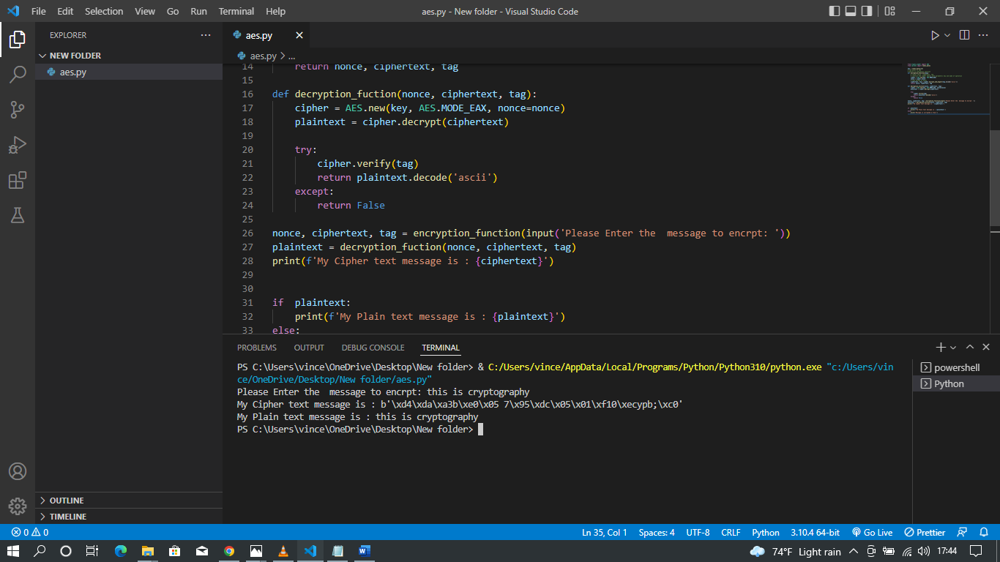 File Edit Selection View Go Run Terminal Help
aes.py - New folder - Visual Studio Code
EXPLORER
NEW FOLDER
aes.py
OUTLINE
TIMELINE
aes.py
aes.py > ...
14 return nonce, ciphertext, tag
15
16 def decryption_fuction(nonce, ciphertext, tag):
17 cipher = AES.new(key, AES.MODE_EAX, nonce=nonce)
18 plaintext = cipher.decrypt(ciphertext)
19
20 try:
21 cipher.verify(tag)
22 return plaintext.decode('ascii')
23 except:
24 return False
25
26 nonce, ciphertext, tag = encryption_function(input('Please Enter the  message to encrpt: '))
27 plaintext = decryption_fuction(nonce, ciphertext, tag)
28 print(f'My Cipher text message is : {ciphertext}')
29
30
31 if  plaintext:
32 print(f'My Plain text message is : {plaintext}')
33 else:
PROBLEMS OUTPUT DEBUG CONSOLE TERMINAL
PS C:\Users\vince\OneDrive\Desktop\New folder> & C:/Users/vince/AppData/Local/Programs/Python/Python310/python.exe "c:/Users/vin
ce/OneDrive/Desktop/New folder/aes.py"
Please Enter the  message to encrpt: this is cryptography
My Cipher text message is : b'\xd4\xda\xa3b\xe0\x05 7\x95\xdc\x05\x01\xf10\xecypb;\xc0'
My Plain text message is : this is cryptography
PS C:\Users\vince\OneDrive\Desktop\New folder>
powershell
Python
0 0
Ln 35, Col 1 Spaces: 4 UTF-8 CRLF Python 3.10.4 64-bit Go Live Prettier
74°F Light rain 17:44